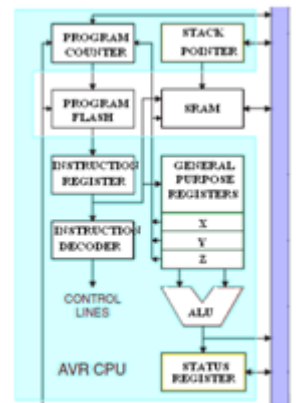 PROGRAM
COUNTER
STACK
POINTER
PROGRAM
FLASH
SRAM
INSTRUCTION
REGISTER
GENERAL
PURPOSE
REGISTERS
X
Y
Z
INSTRUCTION
DECODER
CONTROL
LINES
ALU
AVR CPU
STATUS
REGISTER